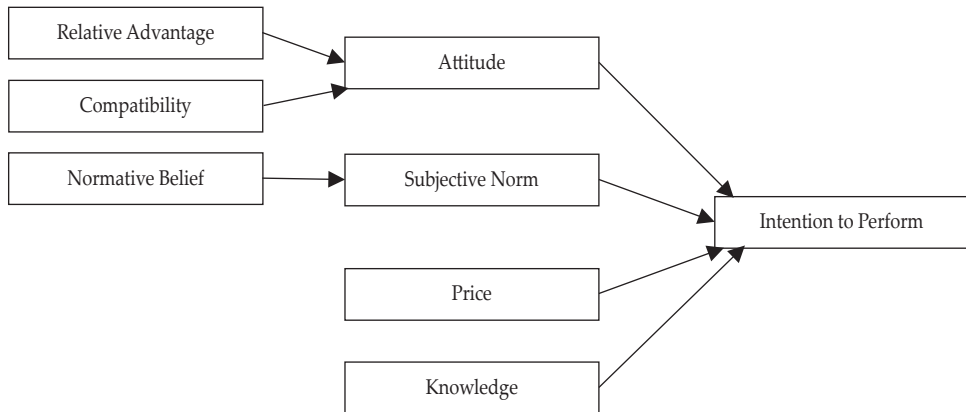 Relative Advantage
Attitude
Compatibility
Normative Belief
Subjective Norm
Intention to Perform
Price
Knowledge